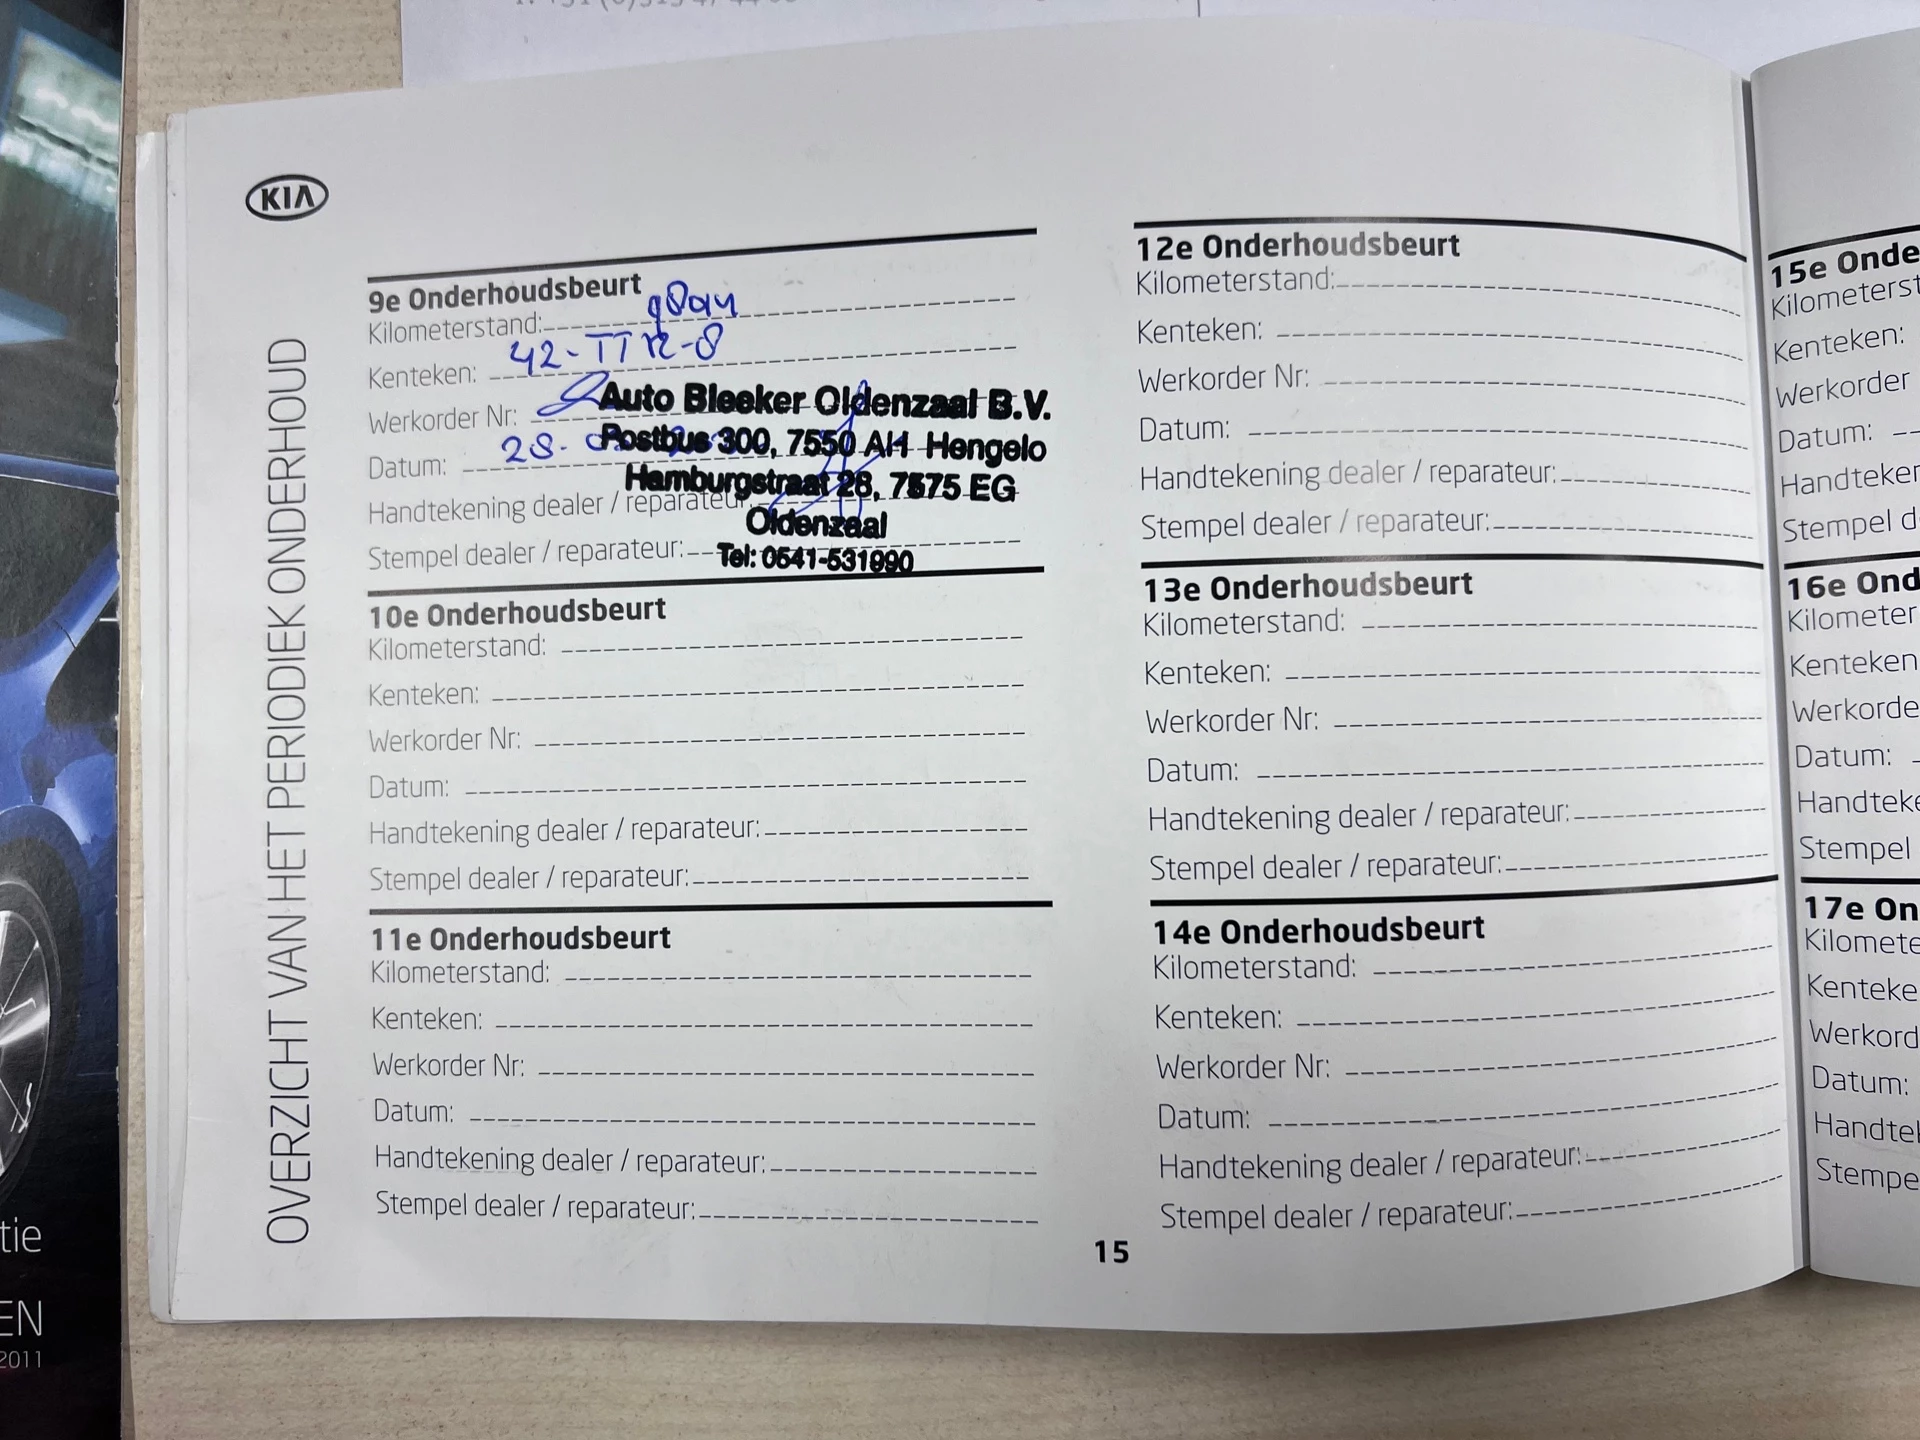 KIA
OVERZICHT VAN HET PERIODIEK ONDERHOUD
9e Onderhoudsbeurt
Kilometerstand:
Kenteken: 42-TTR-8
Werkorder Nr:
Datum: 28-
Handtekening dealer / reparateur:
Stempel dealer / reparateur:
Auto Bleeker Oldenzaal B.V.
Postbus 300, 7550 AH Hengelo
Hamburgstraat 28, 7575 EG
Oldenzaal
Tel: 0541-531090
10e Onderhoudsbeurt
Kilometerstand:
Kenteken:
Werkorder Nr:
Datum:
Handtekening dealer / reparateur:
Stempel dealer / reparateur:
11e Onderhoudsbeurt
Kilometerstand:
Kenteken:
Werkorder Nr:
Datum:
Handtekening dealer / reparateur:
Stempel dealer / reparateur:
12e Onderhoudsbeurt
Kilometerstand:
Kenteken:
Werkorder Nr:
Datum:
Handtekening dealer / reparateur:
Stempel dealer / reparateur:
13e Onderhoudsbeurt
Kilometerstand:
Kenteken:
Werkorder Nr:
Datum:
Handtekening dealer / reparateur:
Stempel dealer / reparateur:
14e Onderhoudsbeurt
Kilometerstand:
Kenteken:
Werkorder Nr:
Datum:
Handtekening dealer / reparateur:
Stempel dealer / reparateur:
15
15e Onde
Kilometerst
Kenteken:
Werkorder
Datum:
Handteker
Stempel d
16e Ond
Kilometer
Kenteken
Werkorde
Datum:
Handteke
Stempel
17e On
Kilomete
Kenteke
Werkord
Datum:
Handtek
Stempe
tie
EN
2011